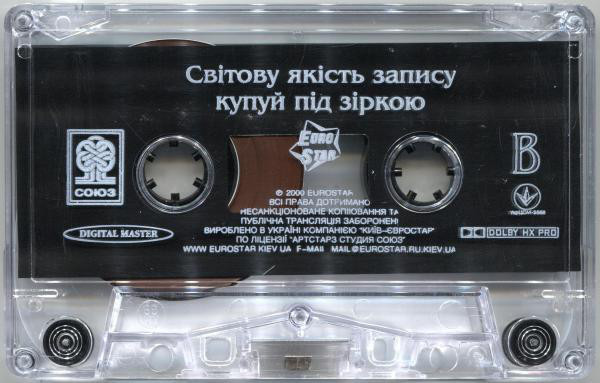 Світову якість запису
купуй під зіркою
EURO
STAR
СОЮЗ
B
℗ 2000 EUROSTAR
ВСІ ПРАВА ДОТРИМАНО
НЕСАНКЦІОНОВАНЕ КОПІЮВАННЯ ТА
ПУБЛІЧНА ТРАНСЛЯЦІЯ ЗАБОРОНЕНІ
ВИРОБЛЕНО В УКРАЇНІ КОМПАНІЄЮ "КИЇВ-ЄВРОСТАР"
ПО ЛІЦЕНЗІЇ "АРТСТАРЗ СТУДИЯ СОЮЗ"
WWW.EUROSTAR.KIEV.UA E-MAIL MAIL@EUROSTAR.RU.KIEV.UA
DIGITAL MASTER
DOLBY HX PRO